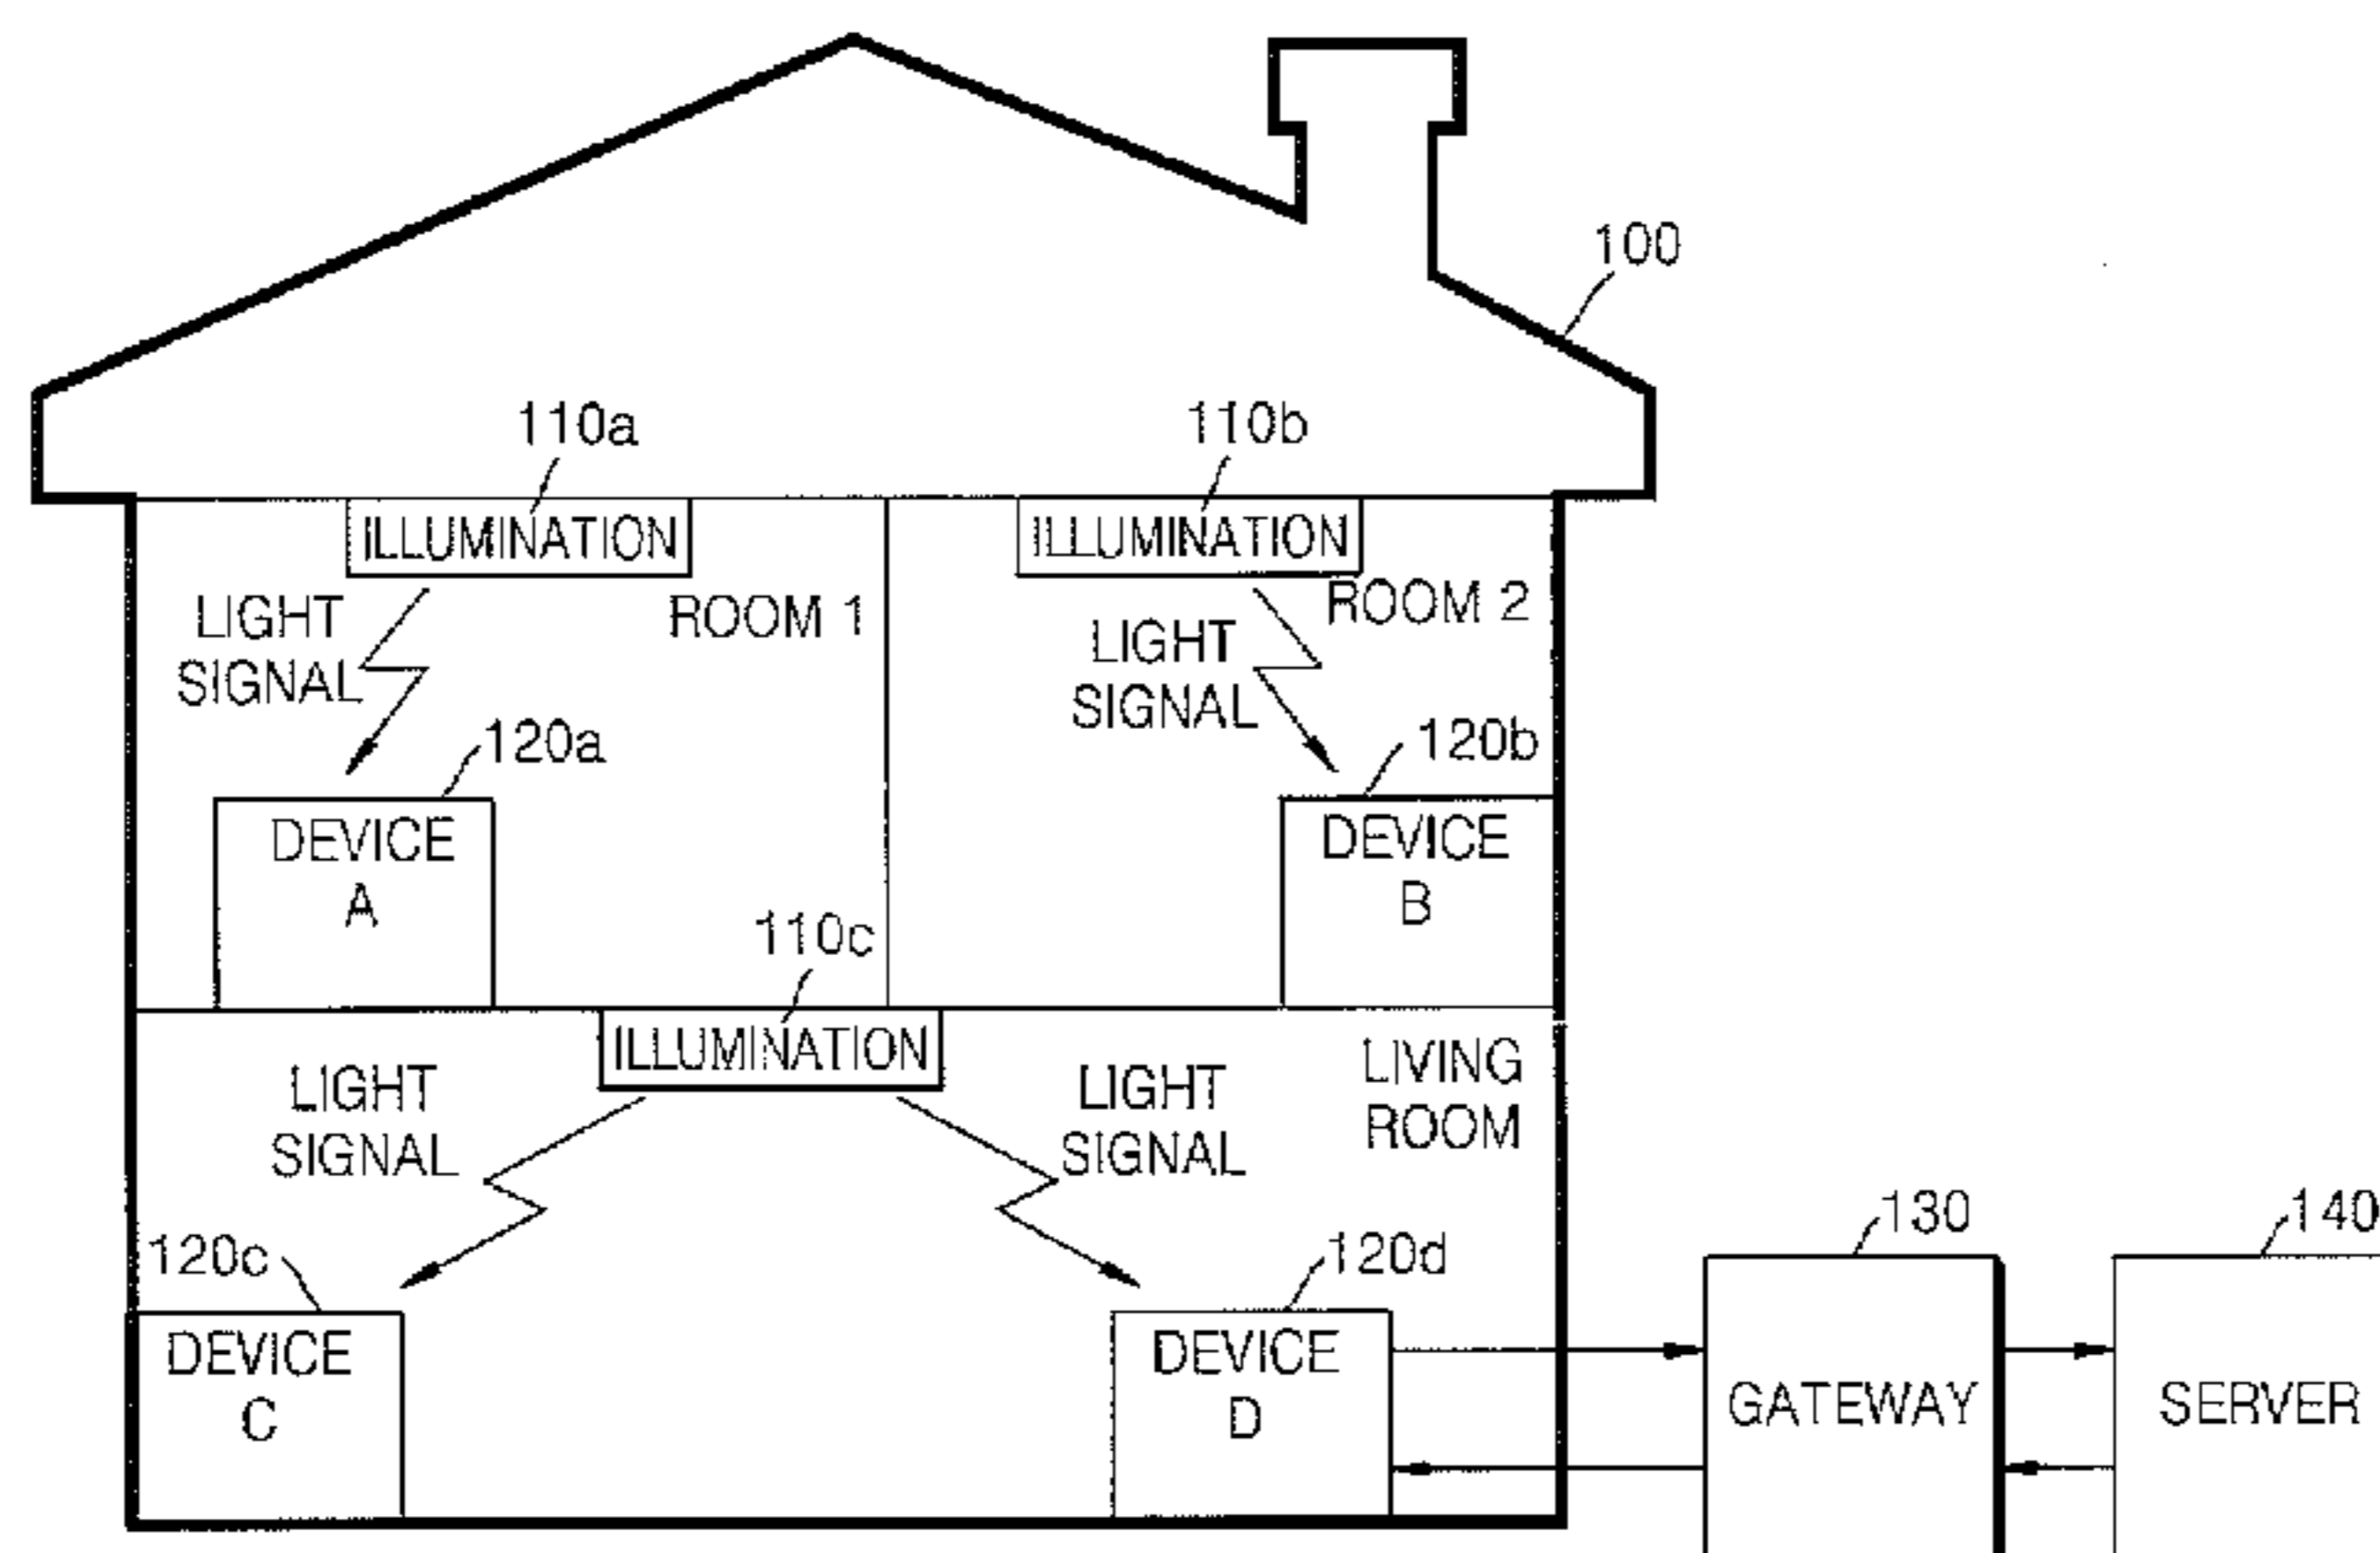 100
110a
110b
ILLUMINATION
ILLUMINATION
LIGHT
SIGNAL
ROOM 1
LIGHT
SIGNAL
ROOM 2
120a
120b
DEVICE
A
DEVICE
B
110c
ILLUMINATION
LIGHT
SIGNAL
LIGHT
SIGNAL
LIVING
ROOM
120c
120d
130
140
DEVICE
C
DEVICE
D
GATEWAY
SERVER